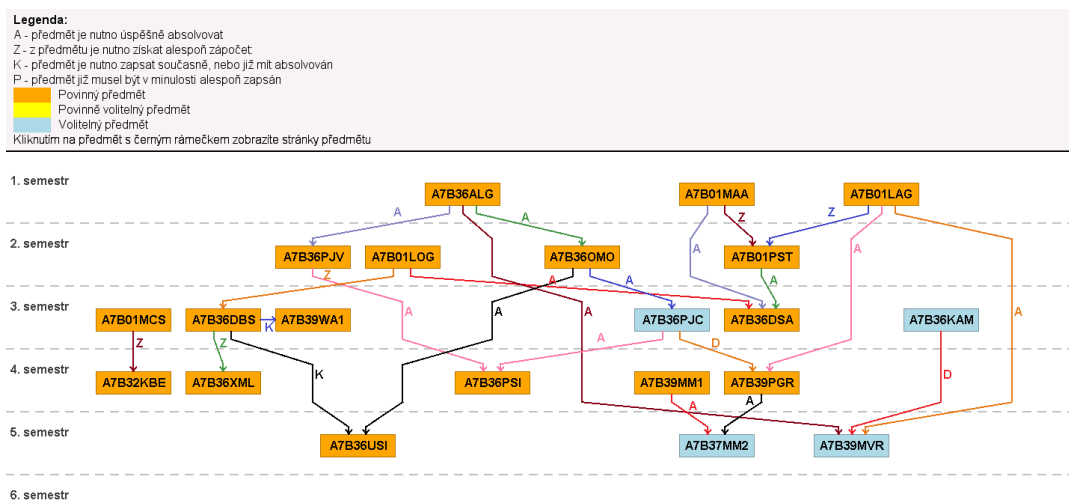 Legenda:
A - předmět je nutno úspěšně absolvovat
Z - z předmětu je nutno získat alespoň zápočet
K - předmět je nutno zapsat současně, nebo již mít absolvován
P - předmět již musel být v minulosti alespoň zapsán
Povinný předmět
Povinně volitelný předmět
Volitelný předmět
Kliknutím na předmět s černým rámečkem zobrazíte stránky předmětu
1. semestr
A7B36ALG A7B01MAA A7B01LAG
A A Z Z
2. semestr
A7B36PJV A7B01LOG A7B36OMO A7B01PST
A A
Z A A A
3. semestr
A7B01MCS A7B36DBS K A7B39WA1 A7B36PJC A7B36DSA A7B36KAM
A A A A
Z Z A D
4. semestr
K D
A7B32KBE A7B36XML A7B36PSI A7B39MM1 A7B39PGR
A A
5. semestr
A7B36USI A7B37MM2 A7B39MVR
6. semestr